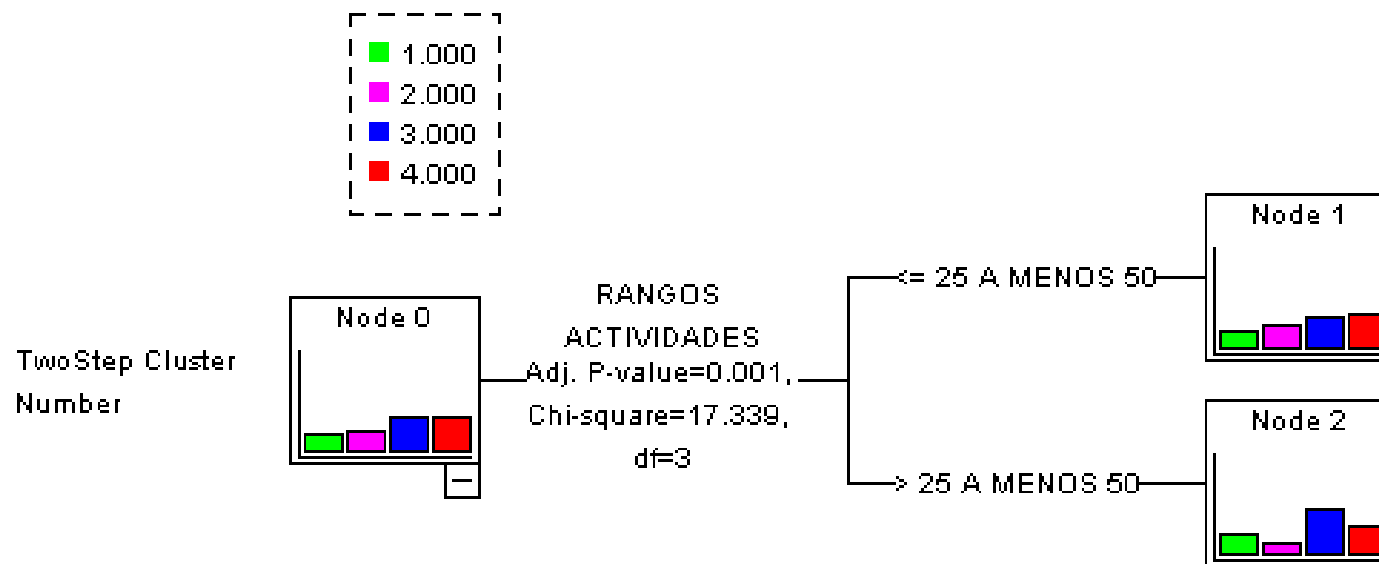 1.000
2.000
3.000
4.000
TwoStep Cluster
Number
Node 0
RANGOS
ACTIVIDADES
Adj. P-value=0.001,
Chi-square=17.339,
df=3
<= 25 A MENOS 50
> 25 A MENOS 50
Node 1
Node 2